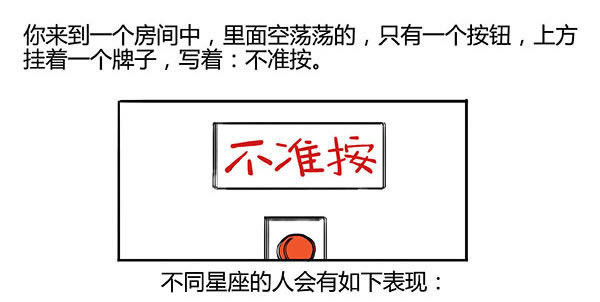 你来到一个房间中，里面空荡荡的，只有一个按钮，上方
挂着一个牌子，写着：不准按。
不准按
不同星座的人会有如下表现：